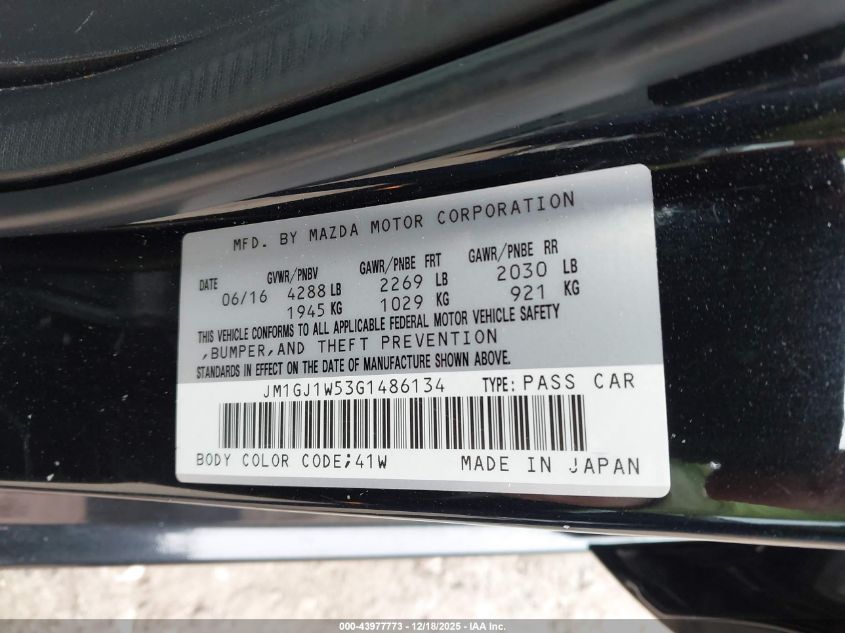 MFD. BY MAZDA MOTOR CORPORATION
DATE GVWR/PNBV GAWR/PNBE FRT GAWR/PNBE RR
06/16 4288 LB 2269 LB 2030 LB
1945 KG 1029 KG 921 KG
THIS VEHICLE CONFORMS TO ALL APPLICABLE FEDERAL MOTOR VEHICLE SAFETY
,BUMPER,AND THEFT PREVENTION
STANDARDS IN EFFECT ON THE DATE OF MANUFACTURE SHOWN ABOVE.
JM1GJ1W53G1486134 TYPE: PASS CAR
BODY COLOR CODE;41W MADE IN JAPAN
000-43977773 - 12/18/2025 - IAA Inc.